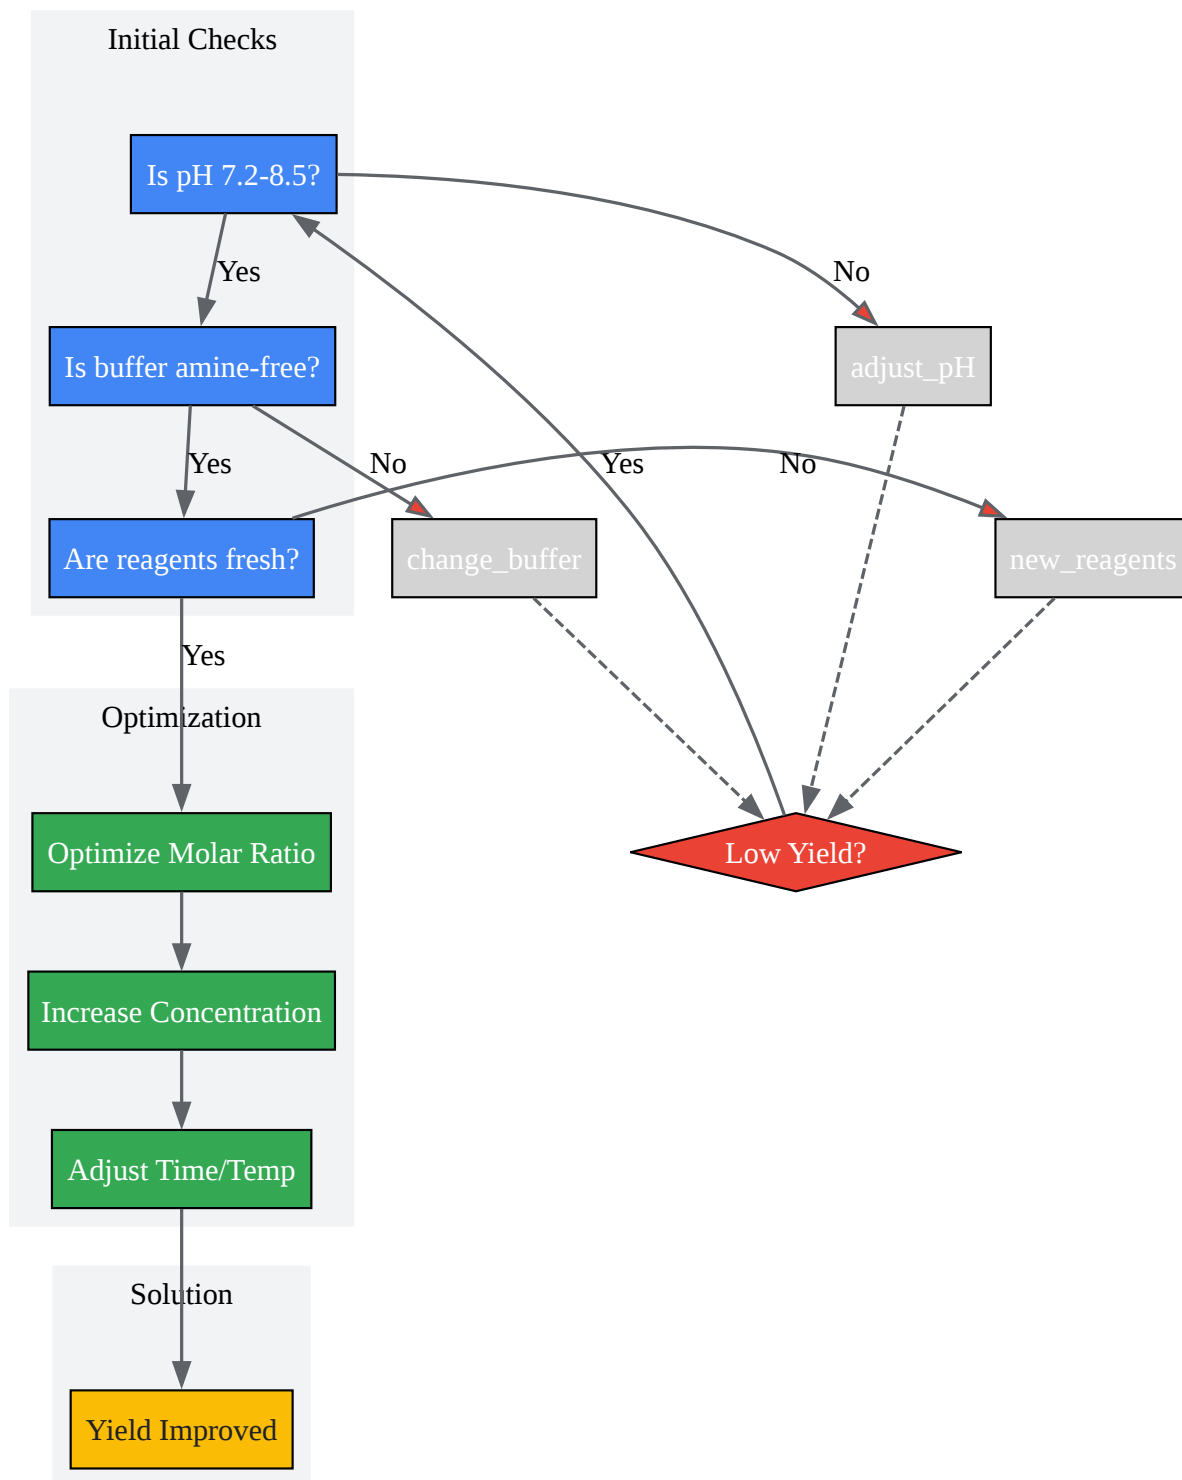 Initial Checks
Is pH 7.2-8.5?
Yes
No
Is buffer amine-free?
adjust_pH
Yes
No
Yes
No
Are reagents fresh?
change_buffer
new_reagents
Yes
Optimization
Optimize Molar Ratio
Low Yield?
Increase Concentration
Adjust Time/Temp
Solution
Yield Improved